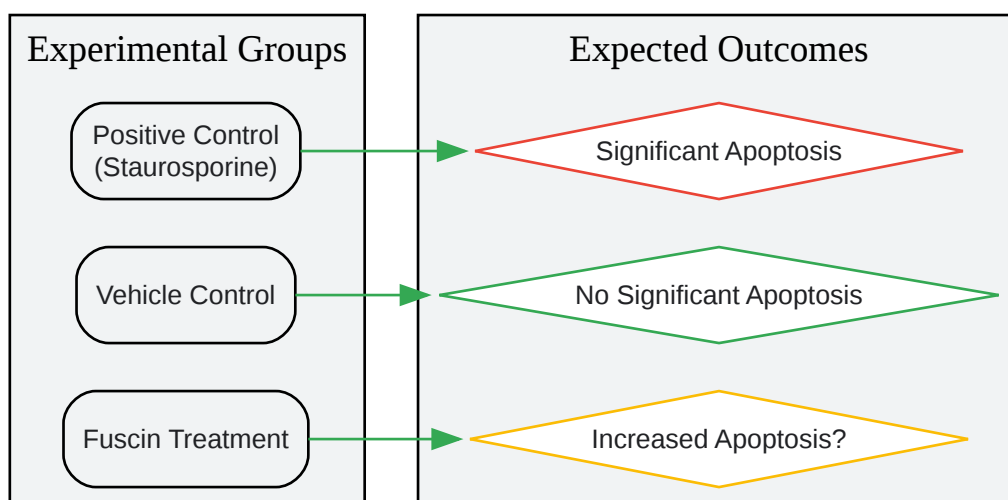 Experimental Groups
Expected Outcomes
Positive Control
(Staurosporine)
Significant Apoptosis
Vehicle Control
No Significant Apoptosis
Fuscin Treatment
Increased Apoptosis?